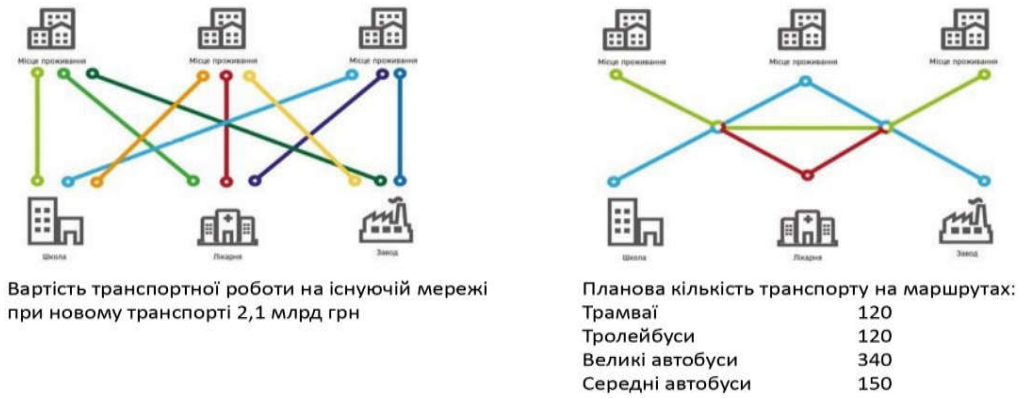 Місце проживання
Місце проживання
Місце проживання
Школа
Лікарня
Завод
Вартість транспортної роботи на існуючій мережі
при новому транспорті 2,1 млрд грн
Місце проживання
Місце проживання
Місце проживання
Школа
Лікарня
Завод
Планова кількість транспорту на маршрутах:
Трамваї 120
Тролейбуси 120
Великі автобуси 340
Середні автобуси 150